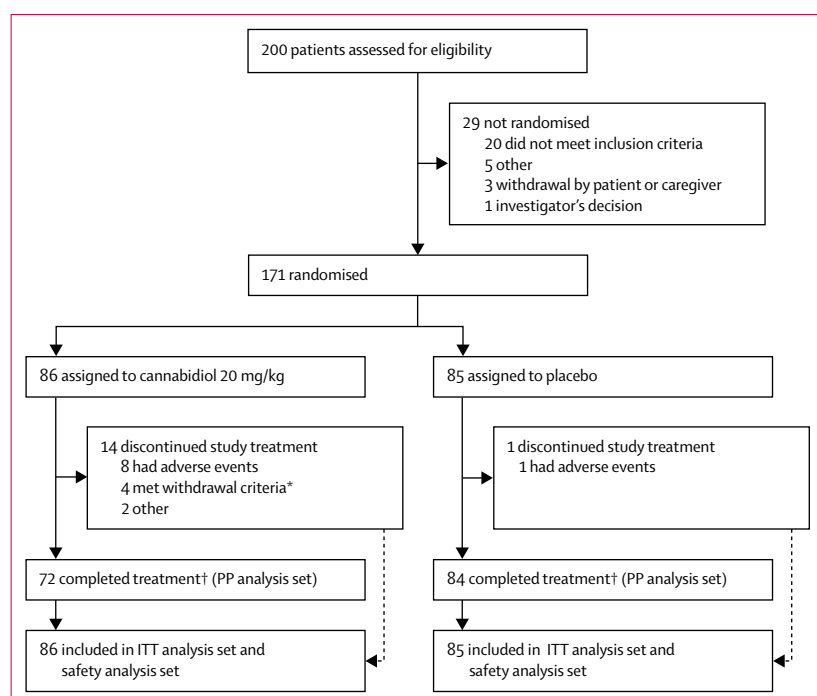 200 patients assessed for eligibility
29 not randomised
20 did not meet inclusion criteria
5 other
3 withdrawal by patient or caregiver
1 investigator’s decision
171 randomised
86 assigned to cannabidiol 20 mg/kg
85 assigned to placebo
14 discontinued study treatment
8 had adverse events
4 met withdrawal criteria*
2 other
1 discontinued study treatment
1 had adverse events
72 completed treatment† (PP analysis set)
84 completed treatment† (PP analysis set)
86 included in ITT analysis set and
safety analysis set
85 included in ITT analysis set and
safety analysis set